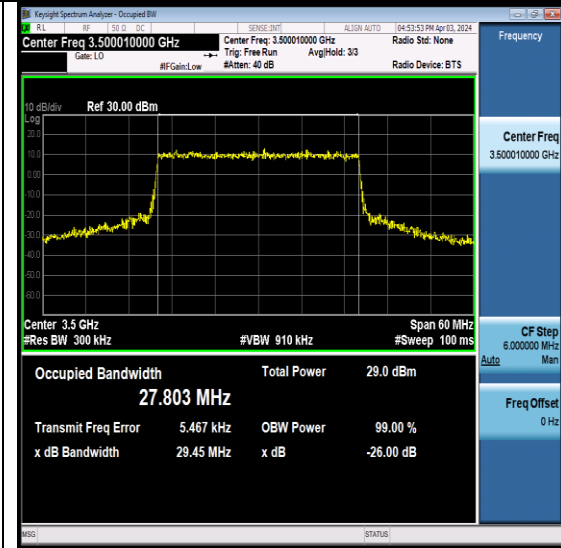 Keysight Spectrum Analyzer - Occupied BW
RL RF 50 Ω DC SENSE:INT ALIGN AUTO 04:53:53 PM Apr 03, 2024
Center Freq 3.500010000 GHz
Center Freq: 3.500010000 GHz
Radio Std: None
Gate: LO
Trig: Free Run Avg|Hold: 3/3
#IFGain:Low
#Atten: 40 dB
Radio Device: BTS
10 dB/div Ref 30.00 dBm
Log
20.0
10.0
0.00
-10.0
-20.0
-30.0
-40.0
-50.0
-60.0
Center 3.5 GHz
Span 60 MHz
#Res BW 300 kHz
#VBW 910 kHz
#Sweep 100 ms
Occupied Bandwidth
Total Power 29.0 dBm
27.803 MHz
Transmit Freq Error 5.467 kHz OBW Power 99.00 %
x dB Bandwidth 29.45 MHz x dB -26.00 dB
MSG
STATUS
Frequency
Center Freq
3.500010000 GHz
CF Step
6.000000 MHz
Auto Man
Freq Offset
0 Hz